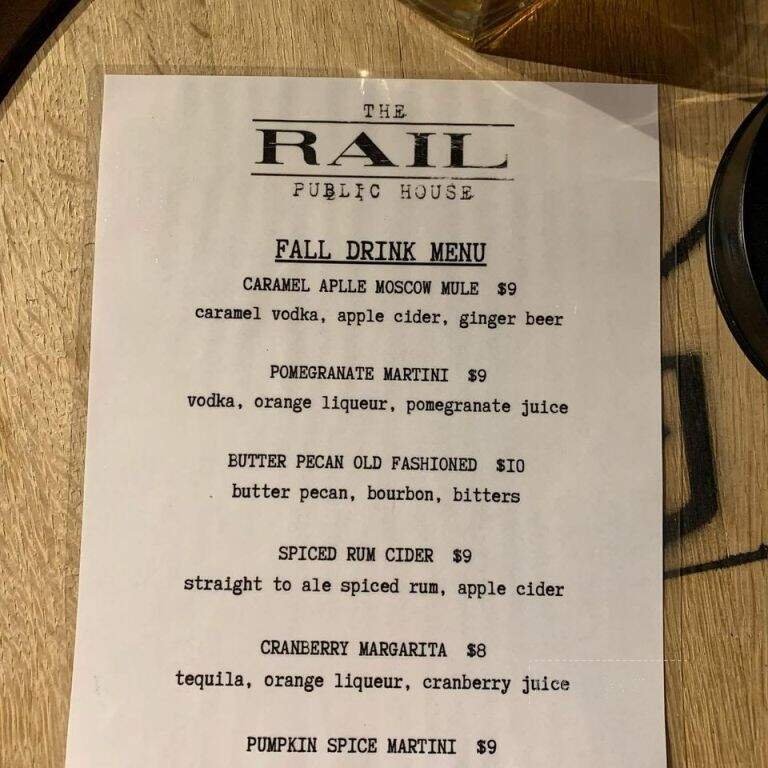 THE
RAIL
PUBLIC HOUSE
FALL DRINK MENU
CARAMEL APLLE MOSCOW MULE $9
caramel vodka, apple cider, ginger beer
POMEGRANATE MARTINI $9
vodka, orange liqueur, pomegranate juice
BUTTER PECAN OLD FASHIONED $10
butter pecan, bourbon, bitters
SPICED RUM CIDER $9
straight to ale spiced rum, apple cider
CRANBERRY MARGARITA $8
tequila, orange liqueur, cranberry juice
PUMPKIN SPICE MARTINI $9